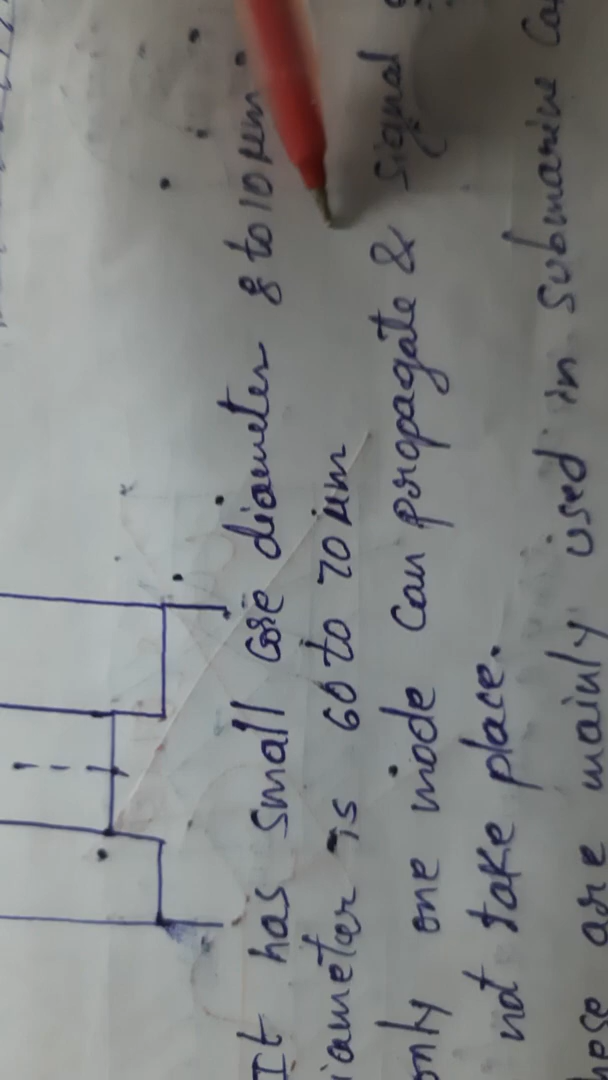 It has small core diameter 8 to 10 μm.
iameter is 60 to 70 μm
only one mode can propagate & signal
not take place.
hese are mainly used in submarine